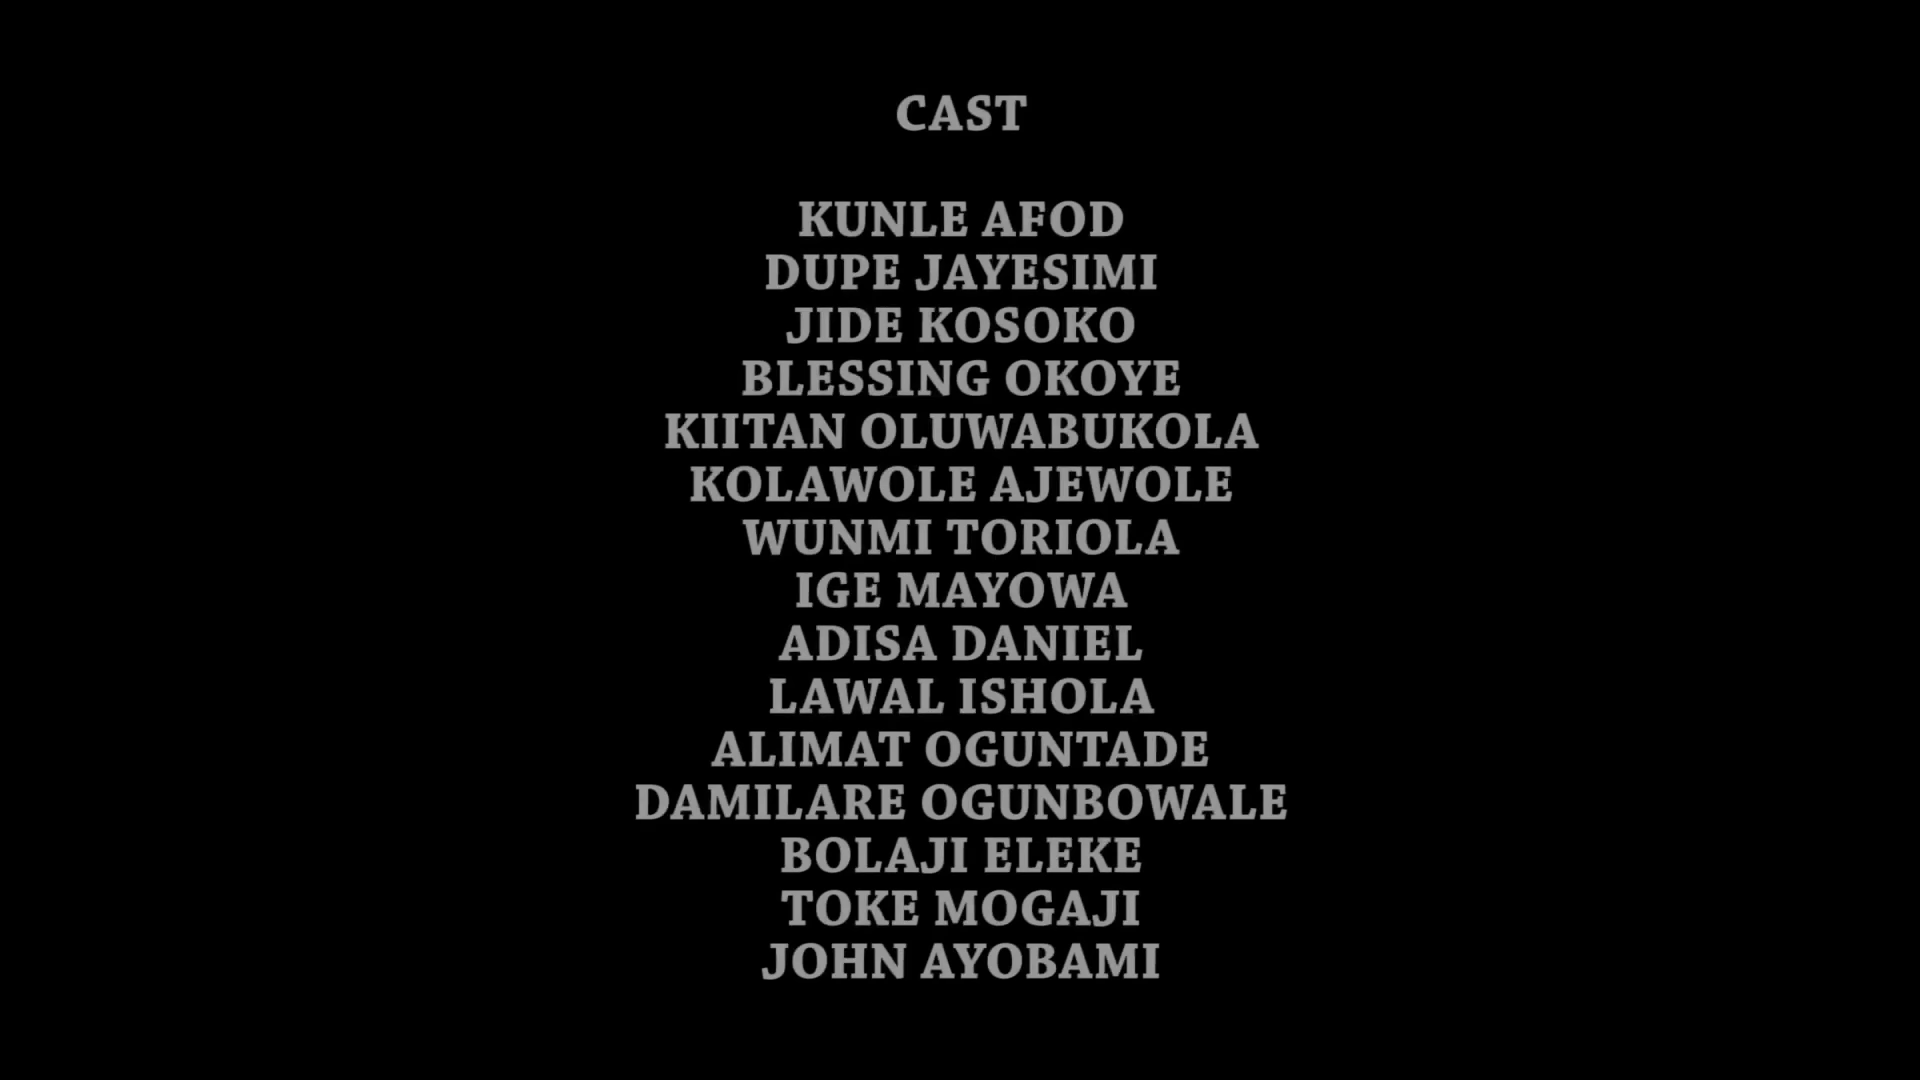 CAST
KUNLE AFOD
DUPE JAYESIMI
JIDE KOSOKO
BLESSING OKOYE
KIITAN OLUWABUKOLA
KOLAWOLE AJEWOLE
WUNMI TORIOLA
IGE MAYOWA
ADISA DANIEL
LAWAL ISHOLA
ALIMAT OGUNTADE
DAMILARE OGUNBOWALE
BOLAJI ELEKE
TOKE MOGAJI
JOHN AYOBAMI